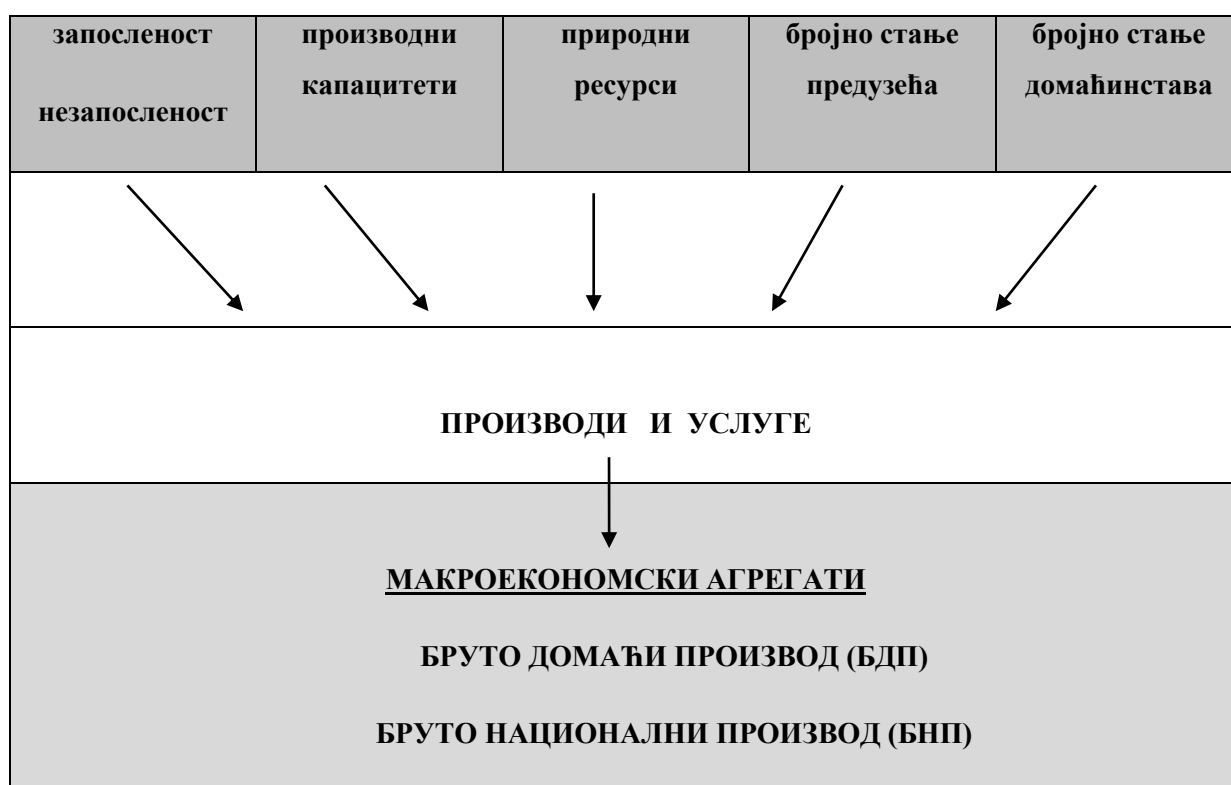 запосленост
незапосленост
производни
капацитети
природни
ресурси
бројно стање
предузећа
бројно стање
домаћинстава
ПРОИЗВОДИ И УСЛУГЕ
МАКРОЕКОНОМСКИ АГРЕГАТИ
БРУТО ДОМАЋИ ПРОИЗВОД (БДП)
БРУТО НАЦИОНАЛНИ ПРОИЗВОД (БНП)